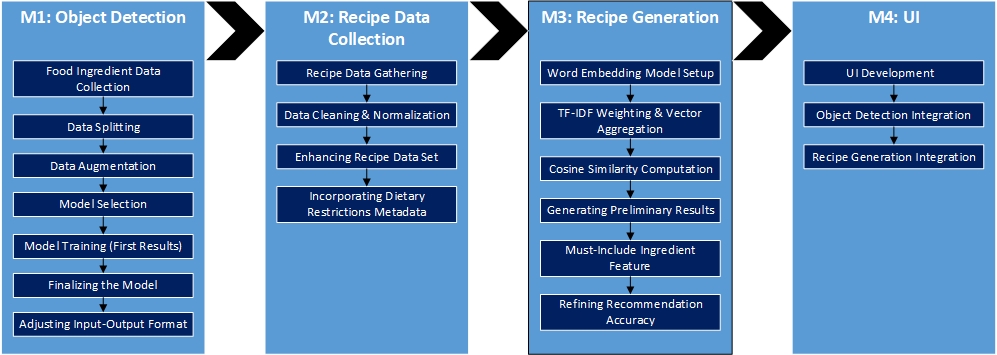 M1: Object Detection
Food Ingredient Data
Collection
Data Splitting
Data Augmentation
Model Selection
Model Training (First Results)
Finalizing the Model
Adjusting Input-Output Format
M2: Recipe Data
Collection
Recipe Data Gathering
Data Cleaning & Normalization
Enhancing Recipe Data Set
Incorporating Dietary
Restrictions Metadata
M3: Recipe Generation
Word Embedding Model Setup
TF-IDF Weighting & Vector
Aggregation
Cosine Similarity Computation
Generating Preliminary Results
Must-Include Ingredient
Feature
Refining Recommendation
Accuracy
M4: UI
UI Development
Object Detection Integration
Recipe Generation Integration